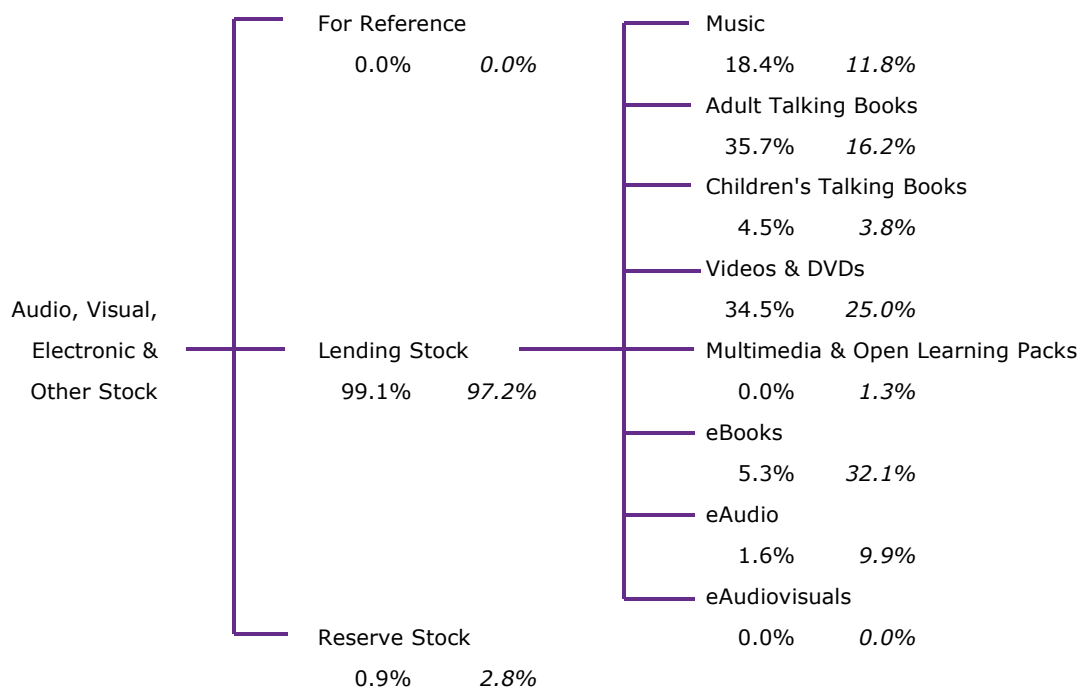 Audio, Visual,
Electronic &
Other Stock
For Reference
0.0% 0.0%
Lending Stock
99.1% 97.2%
Reserve Stock
0.9% 2.8%
Music
18.4% 11.8%
Adult Talking Books
35.7% 16.2%
Children's Talking Books
4.5% 3.8%
Videos & DVDs
34.5% 25.0%
Multimedia & Open Learning Packs
0.0% 1.3%
eBooks
5.3% 32.1%
eAudio
1.6% 9.9%
eAudiovisuals
0.0% 0.0%